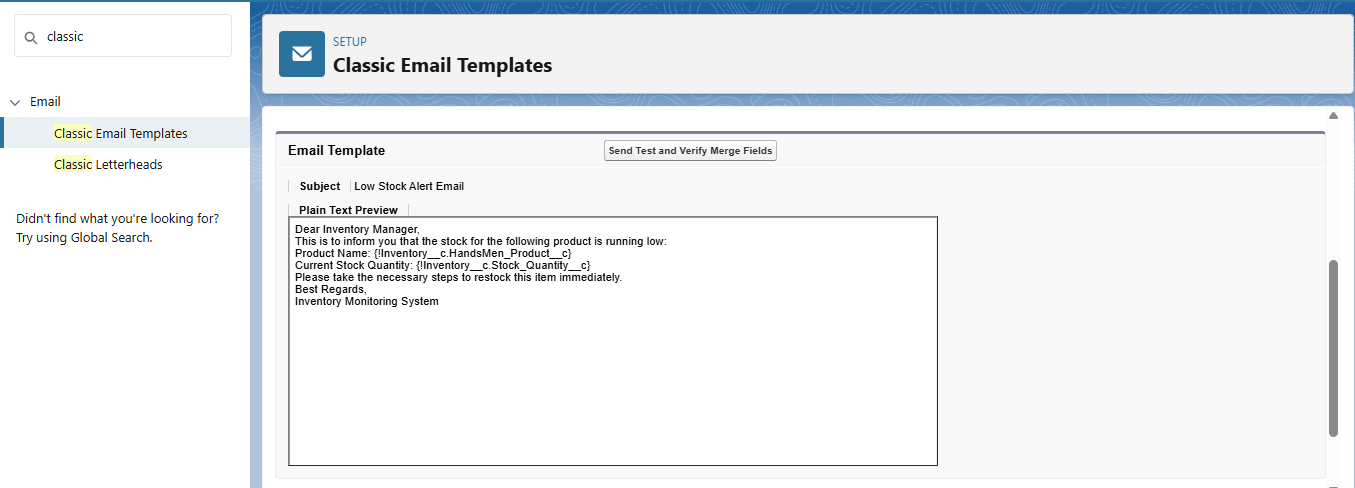 classic
Email
Classic Email Templates
Classic Letterheads
Didn't find what you're looking for?
Try using Global Search.
SETUP
Classic Email Templates
Email Template
Send Test and Verify Merge Fields
Subject Low Stock Alert Email
Plain Text Preview
Dear Inventory Manager,
This is to inform you that the stock for the following product is running low:
Product Name: {!Inventory__c.HandsMen_Product__c}
Current Stock Quantity: {!Inventory__c.Stock_Quantity__c}
Please take the necessary steps to restock this item immediately.
Best Regards,
Inventory Monitoring System